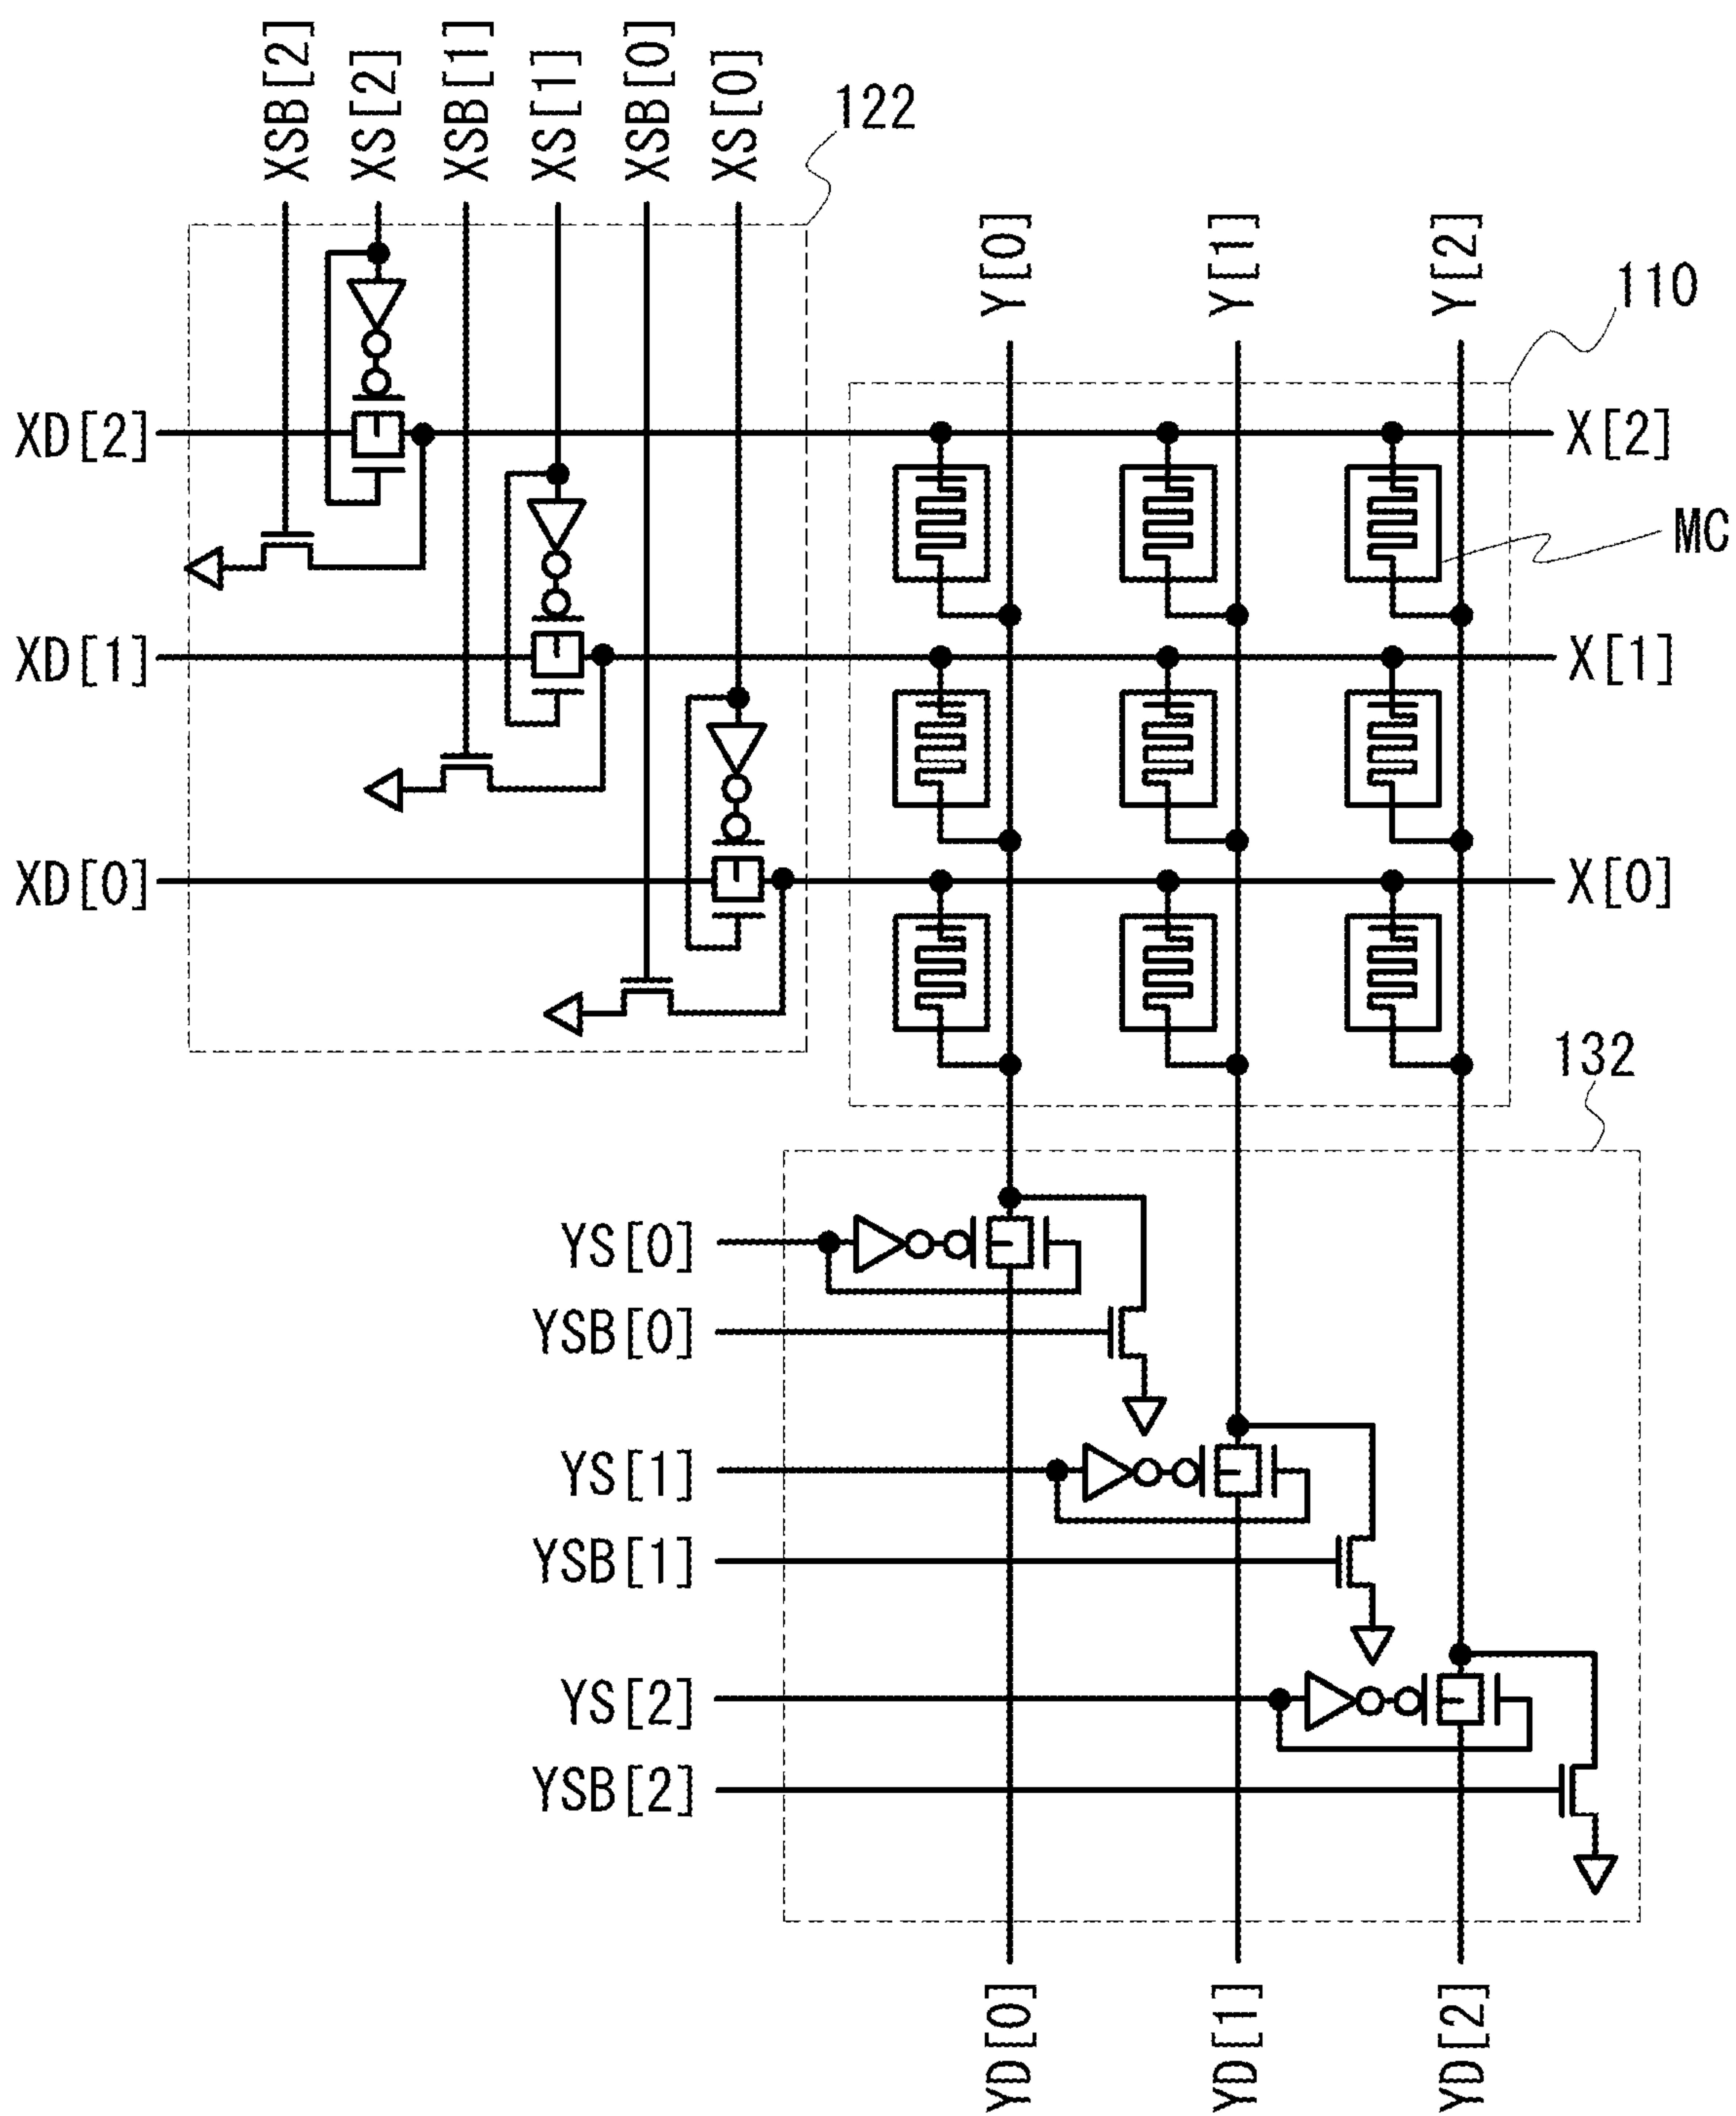 XSB[2]
XS[2]
XSB[1]
XS[1]
XSB[0]
XS[0]
122
Y[0]
Y[1]
Y[2]
110
XD[2]
X[2]
MC
XD[1]
X[1]
XD[0]
X[0]
132
YS[0]
YSB[0]
YS[1]
YSB[1]
YS[2]
YSB[2]
YD[0]
YD[1]
YD[2]